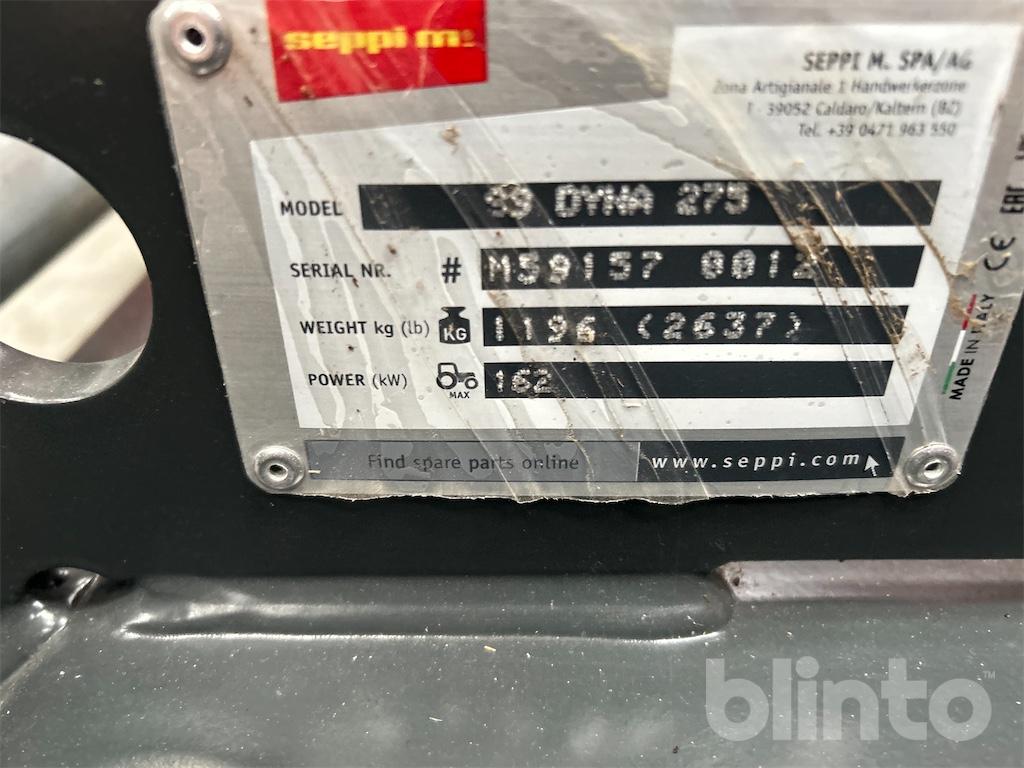 seppi m.
SEPPI M. SPA/AG
Zona Artigianale 1 Handwerkerzone
I - 39052 Caldaro/Kaltern (BZ)
Tel. +39 0471 963 550
MODEL 99 DYNA 275
SERIAL NR. # M59157 0012
WEIGHT kg (lb) KG 1196 (2637)
POWER (kW) MAX 162
Find spare parts online www.seppi.com
EAC
CE
MADE IN ITALY
blinto